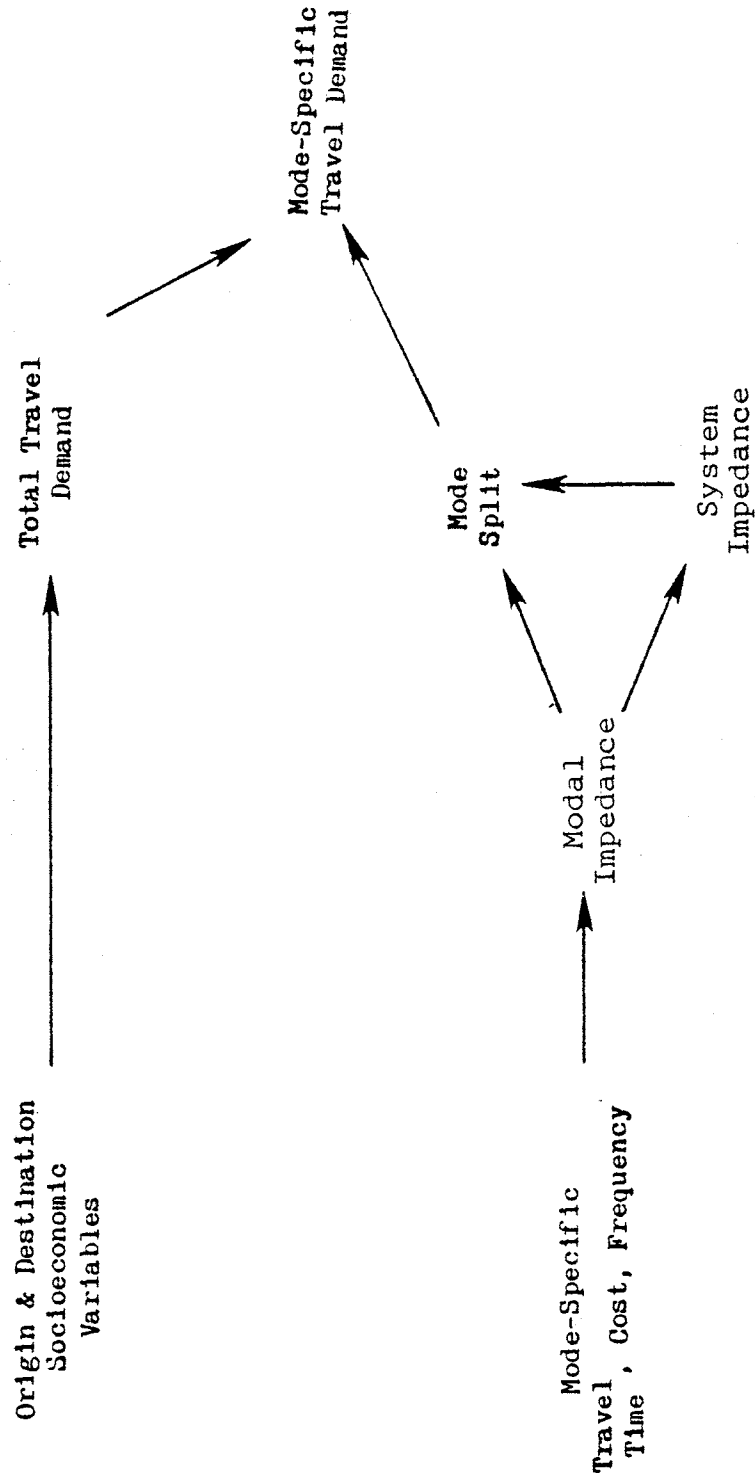 Origin & Destination
Socioeconomic
Variables
Total Travel
Demand
Mode-Specific
Travel Demand
Mode
Split
Mode-Specific
Travel
Time , Cost, Frequency
Modal
Impedance
System
Impedance